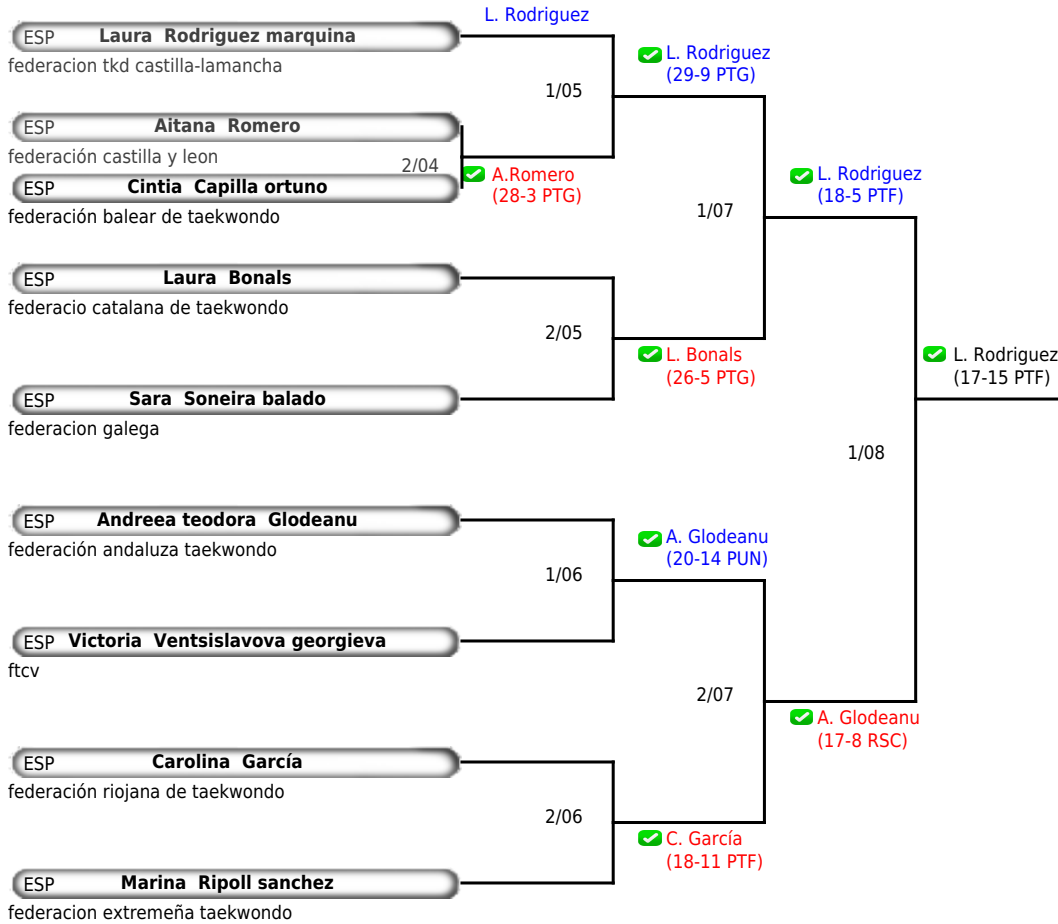 L. Rodriguez
ESP Laura Rodriguez marquina
federacion tkd castilla-lamancha
L. Rodriguez
(29-9 PTG)
1/05
ESP Aitana Romero
federación castilla y leon
2/04
A.Romero
(28-3 PTG)
ESP Cintia Capilla ortuno
federación balear de taekwondo
L. Rodriguez
(18-5 PTF)
1/07
ESP Laura Bonals
federacio catalana de taekwondo
2/05
L. Bonals
(26-5 PTG)
L. Rodriguez
(17-15 PTF)
ESP Sara Soneira balado
federacion galega
1/08
ESP Andreea teodora Glodeanu
federación andaluza taekwondo
A. Glodeanu
(20-14 PUN)
1/06
ESP Victoria Ventsislavova georgieva
ftcv
2/07
A. Glodeanu
(17-8 RSC)
ESP Carolina García
federación riojana de taekwondo
2/06
C. García
(18-11 PTF)
ESP Marina Ripoll sanchez
federacion extremeña taekwondo